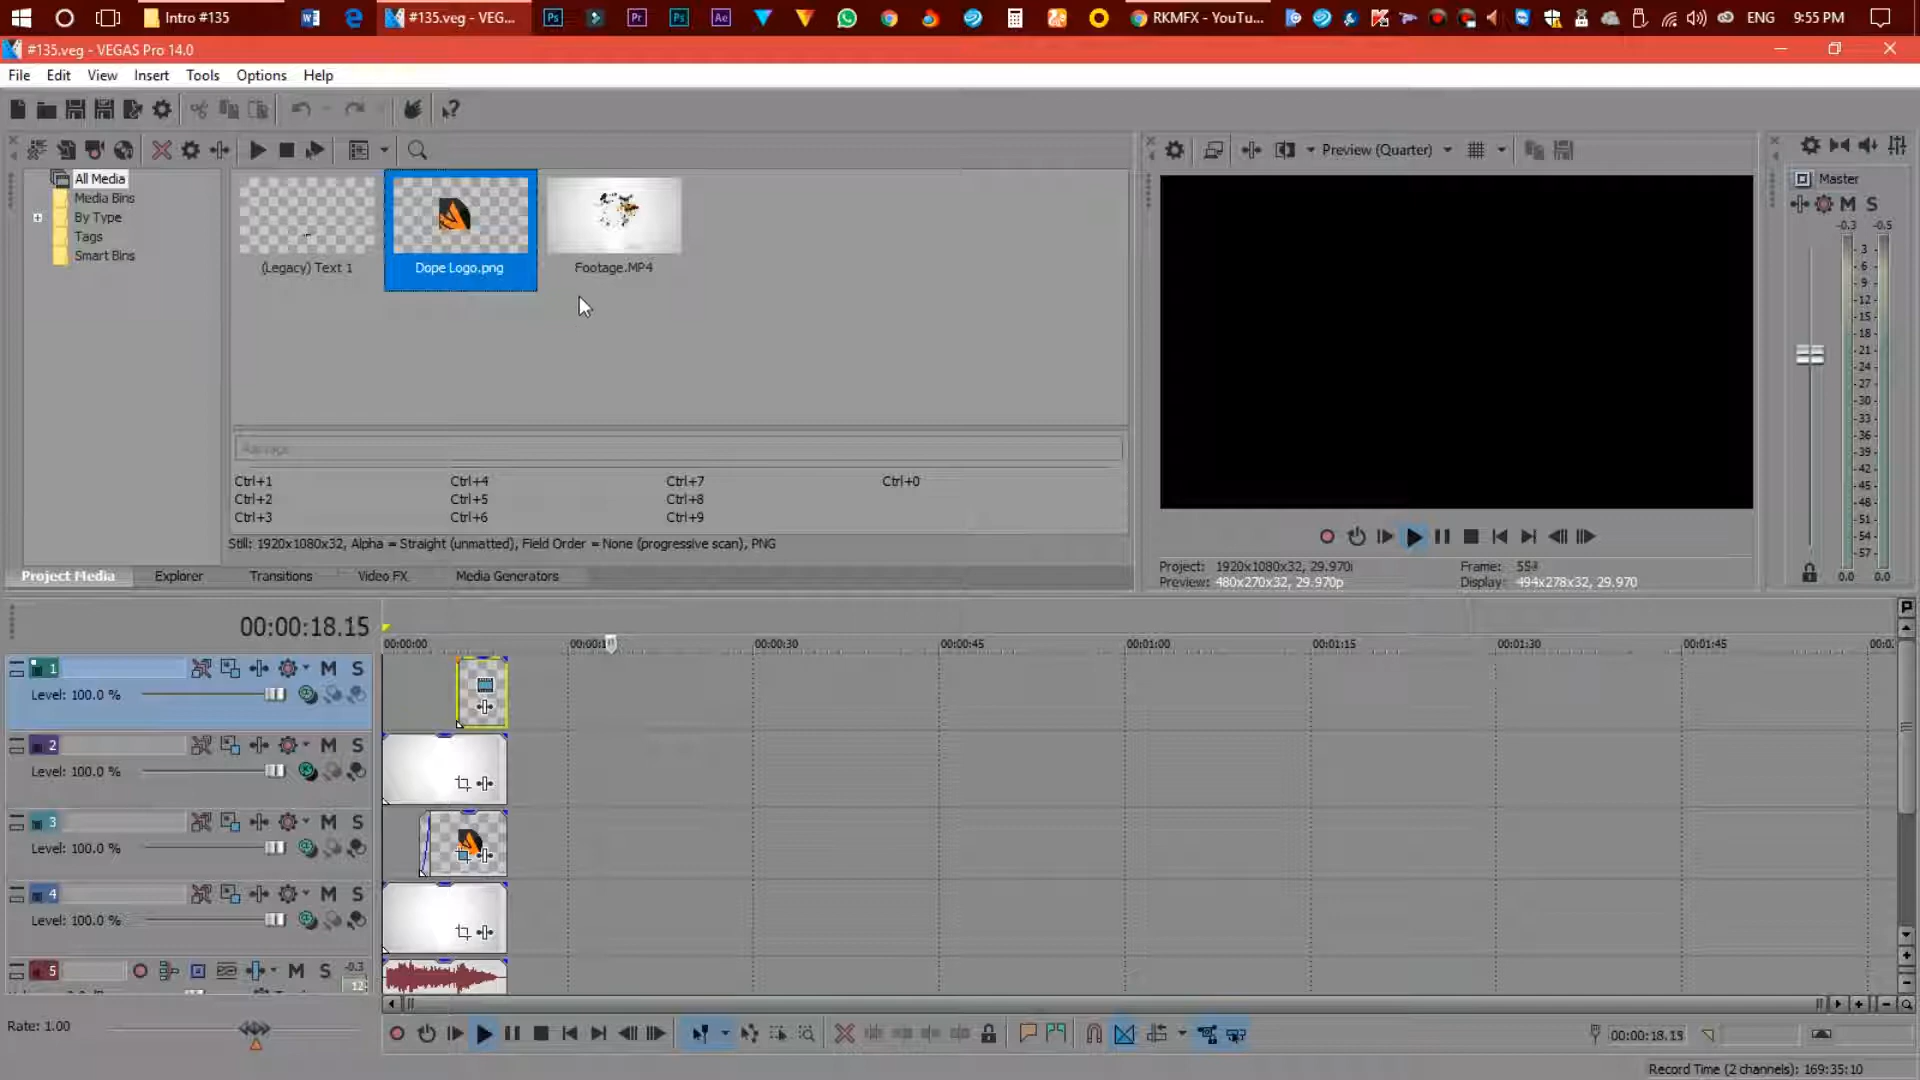 Intro #135
#135.veg - VEG...
RKMFX - YouTu...
ENG
9:55 PM
#135.veg - VEGAS Pro 14.0
File Edit View Insert Tools Options Help
Preview (Quarter)
All Media
Media Bins
By Type
Tags
Smart Bins
(Legacy) Text 1
Dope Logo.png
Footage.MP4
Master
M S
-0.3 -0.5
3
6
9
12
15
18
21
24
27
30
33
36
39
42
45
48
51
54
57
0.0 0.0
Ctrl+1 Ctrl+4 Ctrl+7 Ctrl+0
Ctrl+2 Ctrl+5 Ctrl+8
Ctrl+3 Ctrl+6 Ctrl+9
Still: 1920x1080x32, Alpha = Straight (unmatted), Field Order = None (progressive scan), PNG
Project: 1920x1080x32, 29.970i
Preview: 480x270x32, 29.970p
Frame:
Display: 494x278x32, 29.970
Project Media Explorer Transitions Video FX Media Generators
00:00:18.15
00:00:00 00:00:30 00:00:45 00:01:00 00:01:15 00:01:30 00:01:45
1 M S
Level: 100.0 %
2 M S
Level: 100.0 %
3 M S
Level: 100.0 %
4 M S
Level: 100.0 %
5 M S -0.3
12
Rate: 1.00
00:00:18.15
Record Time (2 channels): 169:35:10